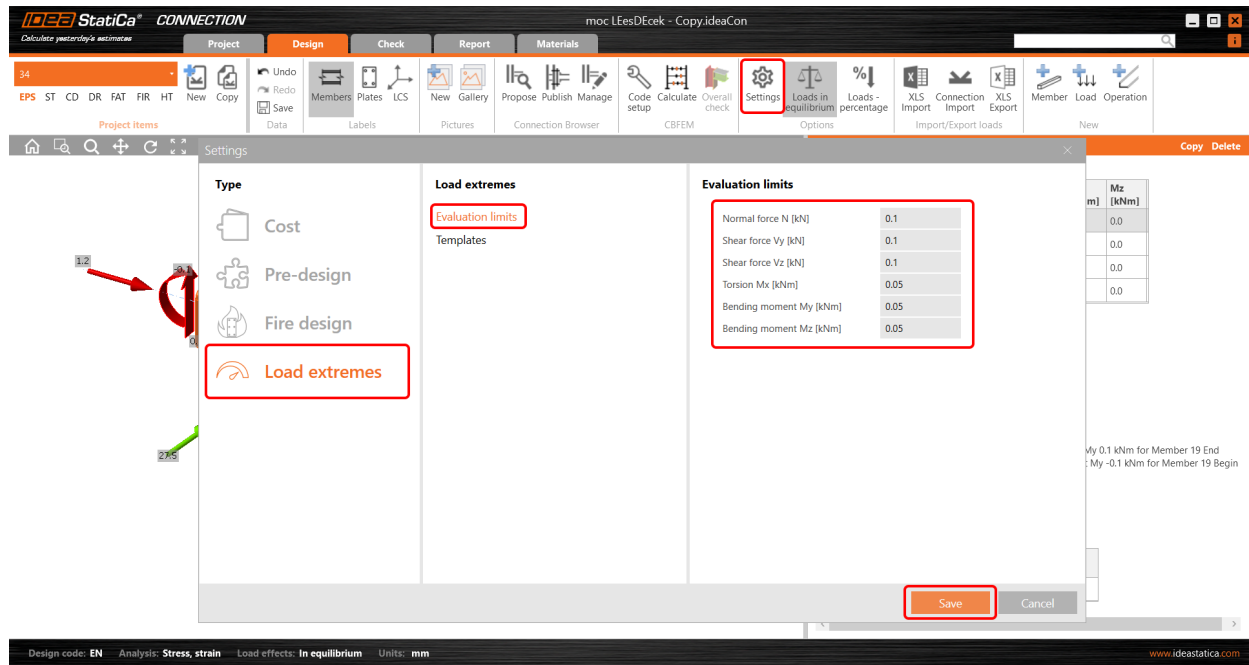 IDEA StatiCa® CONNECTION
Calculate yesterday's estimates
moc LEesDEcek - Copy.ideaCon
Project Design Check Report Materials
34
EPS ST CD DR FAT FIR HT
New Copy
Project items
Undo
Redo
Save
Data
Members Plates LCS
Labels
New Gallery
Pictures
Propose Publish Manage
Connection Browser
Code setup Calculate Overall check
CBFEM
Settings Loads in equilibrium Loads - percentage
Options
XLS Import Connection Import XLS Export
Import/Export loads
Member Load Operation
New
Copy Delete
Settings
Type
Cost
Pre-design
Fire design
Load extremes
Load extremes
Evaluation limits
Templates
Evaluation limits
Normal force N [kN] 0.1
Shear force Vy [kN] 0.1
Shear force Vz [kN] 0.1
Torsion Mx [kNm] 0.05
Bending moment My [kNm] 0.05
Bending moment Mz [kNm] 0.05
Save Cancel
1.2
-0.1
27.5
m] Mz [kNm]
0.0
0.0
0.0
0.0
My 0.1 kNm for Member 19 End
: My -0.1 kNm for Member 19 Begin
Design code: EN Analysis: Stress, strain Load effects: In equilibrium Units: mm
www.ideastatica.com